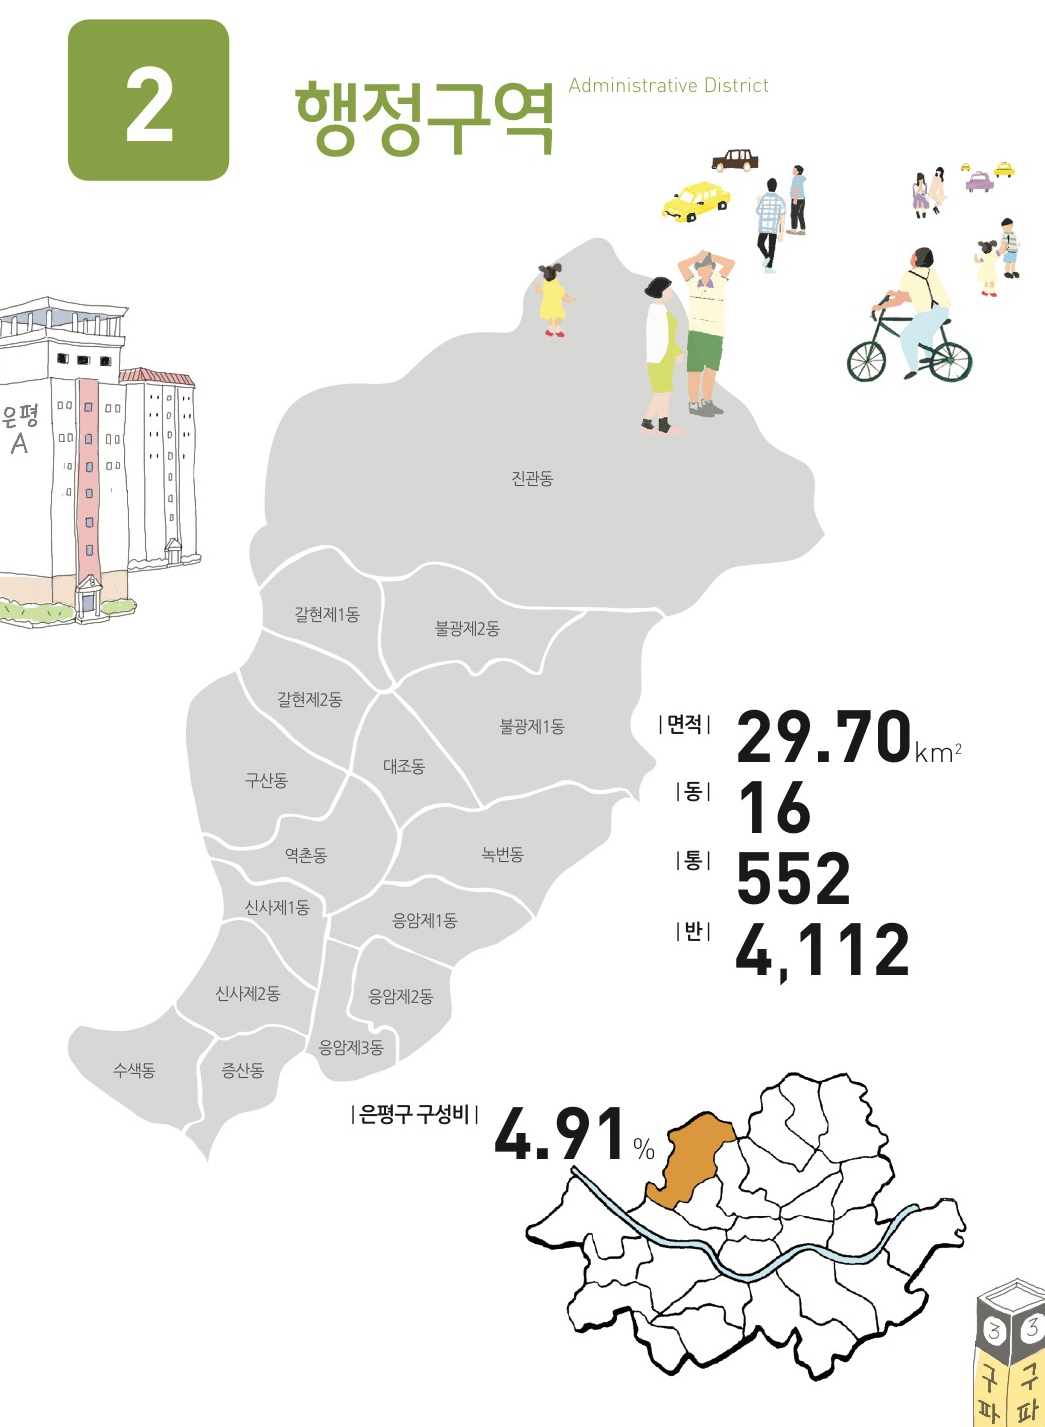 2
행정구역 Administrative District
은평
A
진관동
갈현제1동
불광제2동
갈현제2동
불광제1동
대조동
구산동
역촌동
녹번동
신사제1동
응암제1동
신사제2동
응암제2동
응암제3동
수색동
증산동
|면적| 29.70km²
|동| 16
|통| 552
|반| 4,112
|은평구 구성비| 4.91%
3 3
구 구
파 파